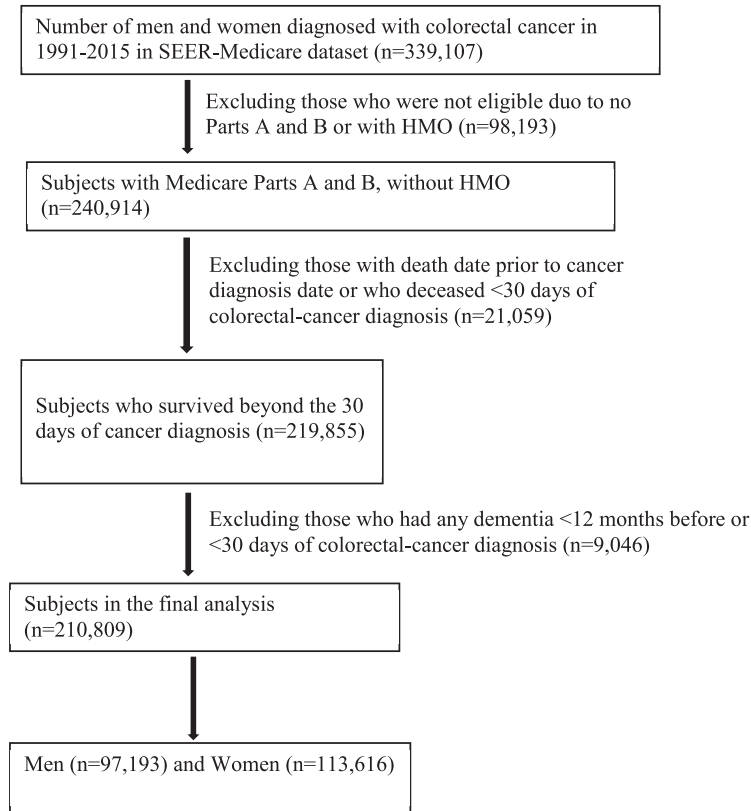 Number of men and women diagnosed with colorectal cancer in
1991-2015 in SEER-Medicare dataset (n=339,107)
Excluding those who were not eligible duo to no
Parts A and B or with HMO (n=98,193)
Subjects with Medicare Parts A and B, without HMO
(n=240,914)
Excluding those with death date prior to cancer
diagnosis date or who deceased <30 days of
colorectal-cancer diagnosis (n=21,059)
Subjects who survived beyond the 30
days of cancer diagnosis (n=219,855)
Excluding those who had any dementia <12 months before or
<30 days of colorectal-cancer diagnosis (n=9,046)
Subjects in the final analysis
(n=210,809)
Men (n=97,193) and Women (n=113,616)